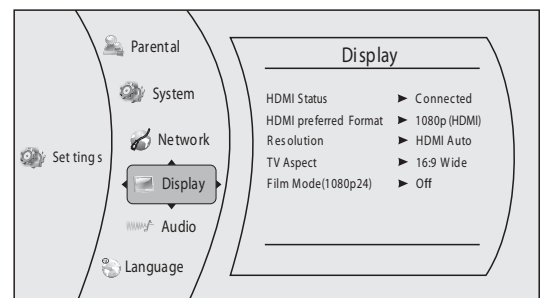 Settings
Parental
System
Network
Display
Audio
Language
Display
HDMI Status ► Connected
HDMI preferred Format ► 1080p (HDMI)
Resolution ► HDMI Auto
TV Aspect ► 16:9 Wide
Film Mode(1080p24) ► Off